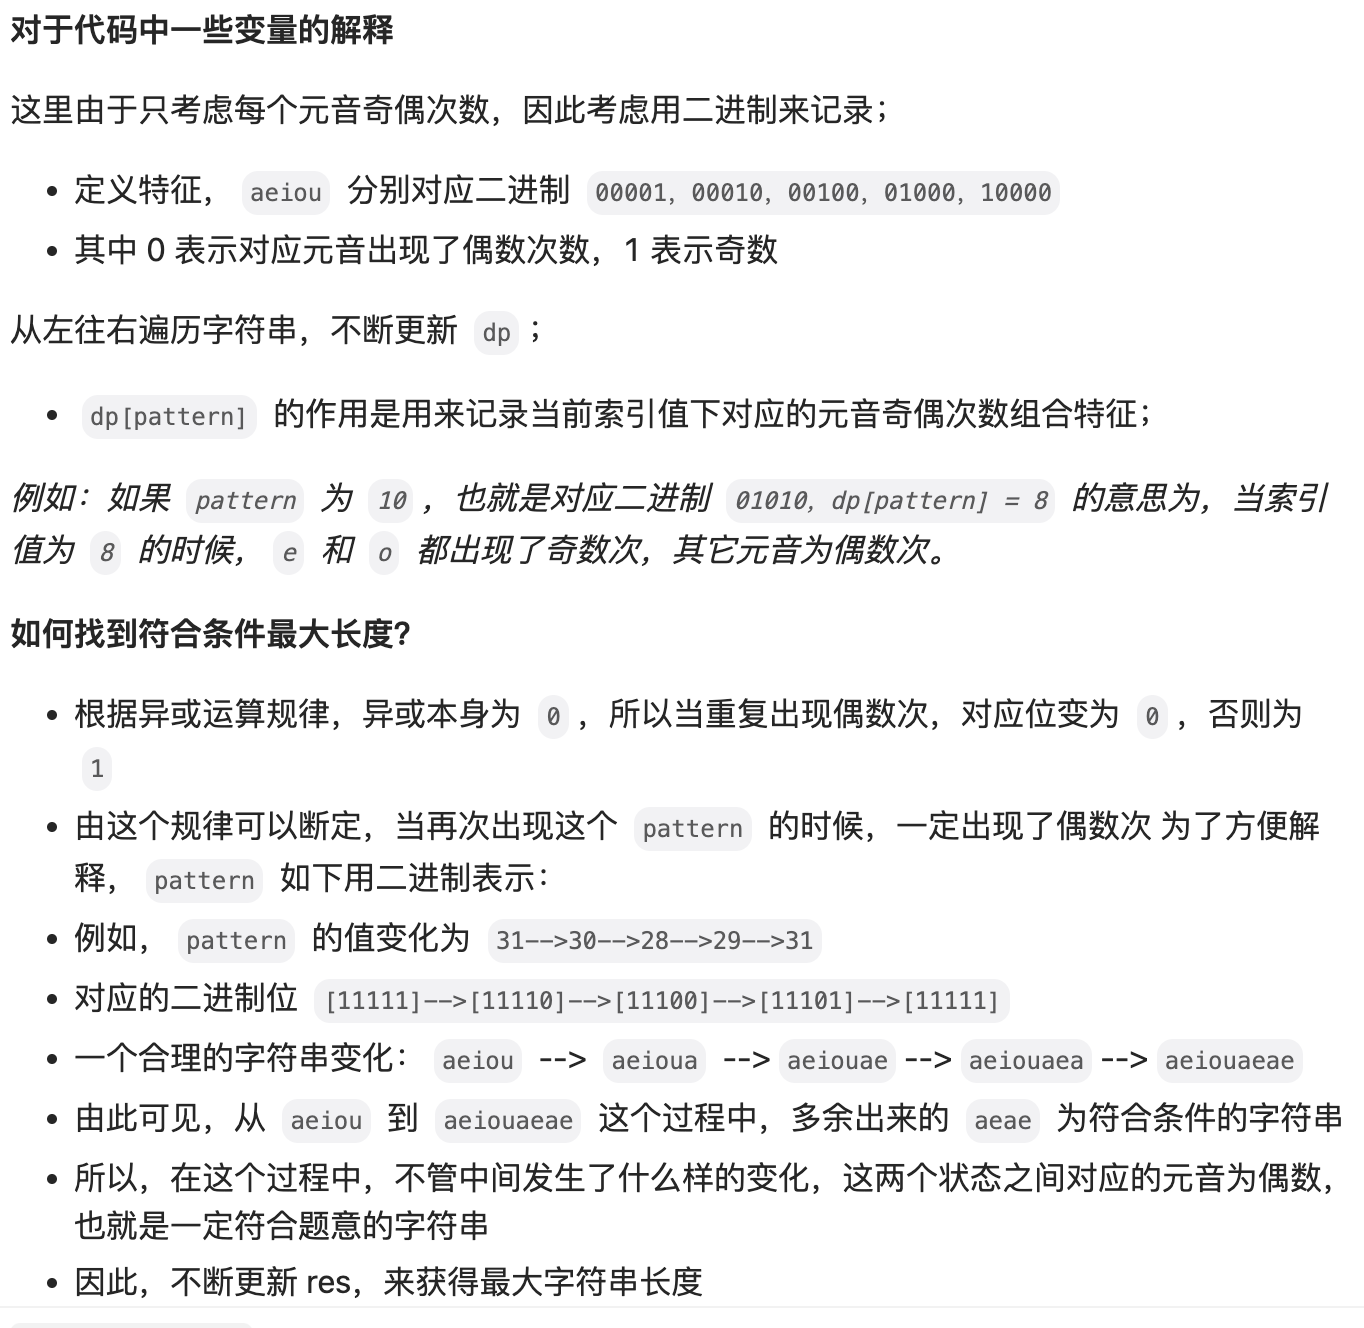 对于代码中一些变量的解释
这里由于只考虑每个元音奇偶次数，因此考虑用二进制来记录；
• 定义特征， aeiou 分别对应二进制 00001, 00010, 00100, 01000, 10000
• 其中 0 表示对应元音出现了偶数次数，1 表示奇数
从左往右遍历字符串，不断更新 dp ；
• dp[pattern] 的作用是用来记录当前索引值下对应的元音奇偶次数组合特征；
例如：如果 pattern 为 10 ，也就是对应二进制 01010, dp[pattern] = 8 的意思为，当索引
值为 8 的时候， e 和 o 都出现了奇数次，其它元音为偶数次。
如何找到符合条件最大长度?
• 根据异或运算规律，异或本身为 0 ，所以当重复出现偶数次，对应位变为 0 ，否则为
1
• 由这个规律可以断定，当再次出现这个 pattern 的时候，一定出现了偶数次 为了方便解
释， pattern 如下用二进制表示：
• 例如， pattern 的值变化为 31-->30-->28-->29-->31
• 对应的二进制位 [11111]-->[11110]-->[11100]-->[11101]-->[11111]
• 一个合理的字符串变化： aeiou --> aeioua --> aeiouae --> aeiouaea --> aeiouaeae
• 由此可见，从 aeiou 到 aeiouaeae 这个过程中，多余出来的 aeae 为符合条件的字符串
• 所以，在这个过程中，不管中间发生了什么样的变化，这两个状态之间对应的元音为偶数，
也就是一定符合题意的字符串
• 因此，不断更新 res，来获得最大字符串长度